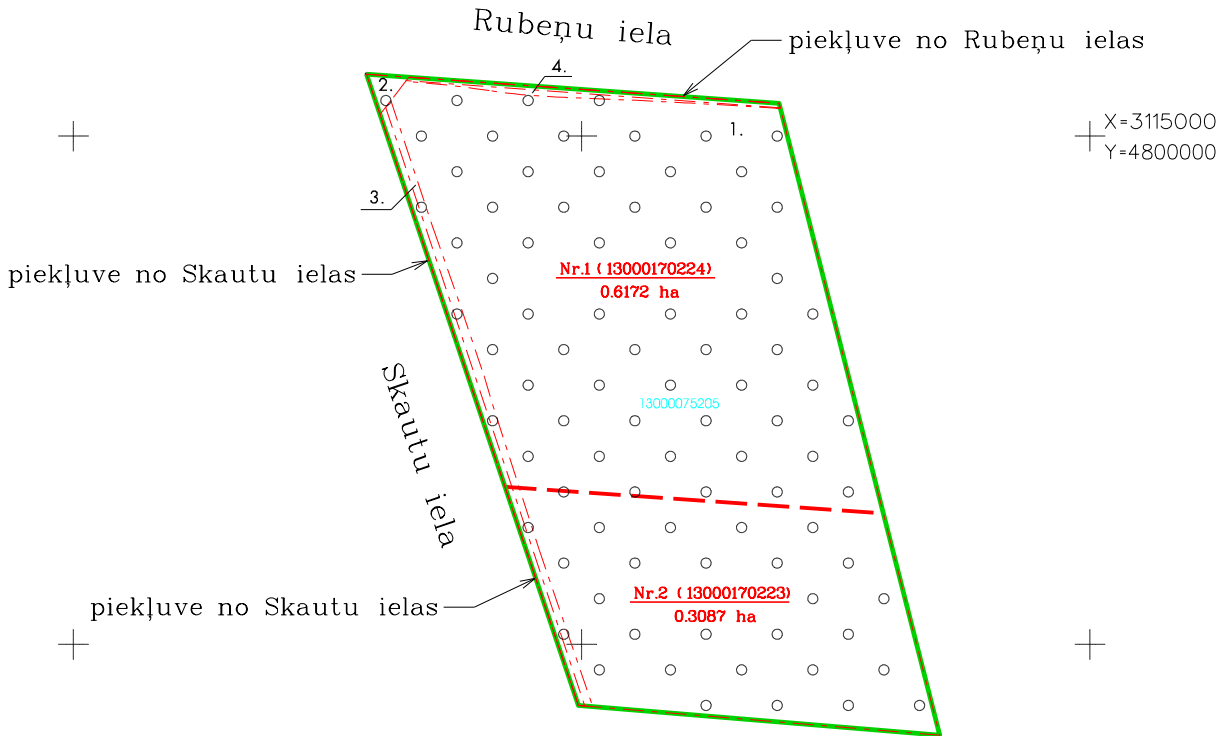 Rubeņu iela
piekļuve no Rubeņu ielas
4.
2.
1.
X=3115000
Y=4800000
3.
piekļuve no Skautu ielas
Nr.1 (13000170224)
0.6172 ha
Skautu iela
13000075205
piekļuve no Skautu ielas
Nr.2 (13000170223)
0.3087 ha